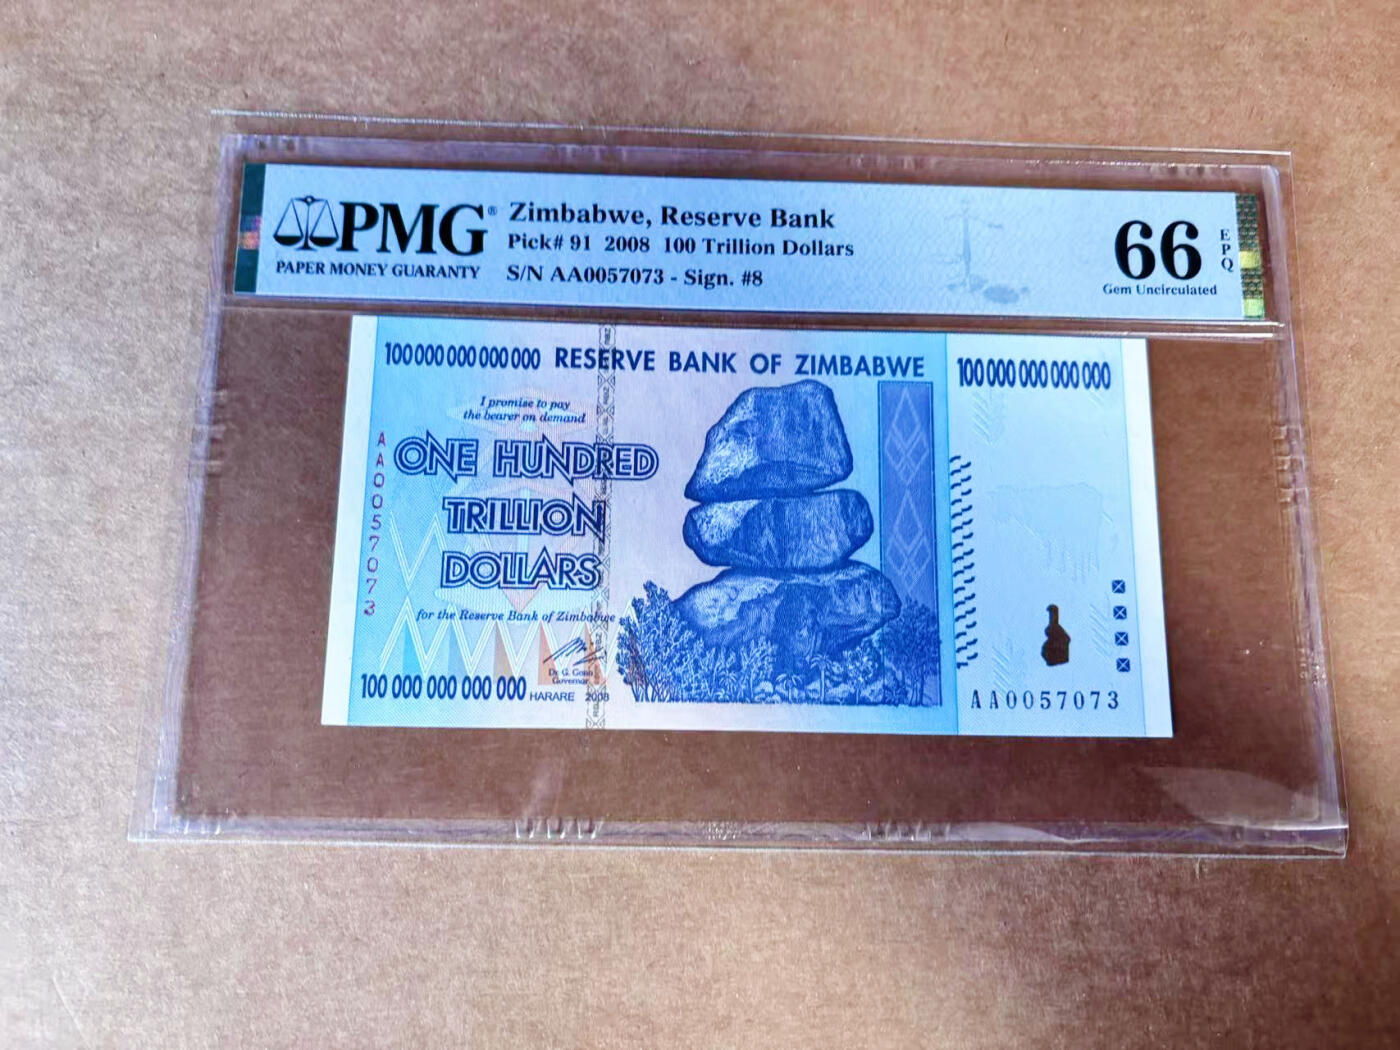 PMG®
PAPER MONEY GUARANTY
Zimbabwe, Reserve Bank
Pick# 91 2008 100 Trillion Dollars
S/N AA0057073 - Sign. #8
66
EPQ
Gem Uncirculated
100 000 000 000 000 RESERVE BANK OF ZIMBABWE 100 000 000 000 000
I promise to pay
the bearer on demand
ONE HUNDRED
TRILLION
DOLLARS
for the Reserve Bank of Zimbabwe
Dr G. Gono
Governor
100 000 000 000 000 HARARE 2008
AA0057073
AA0057073
RBZ